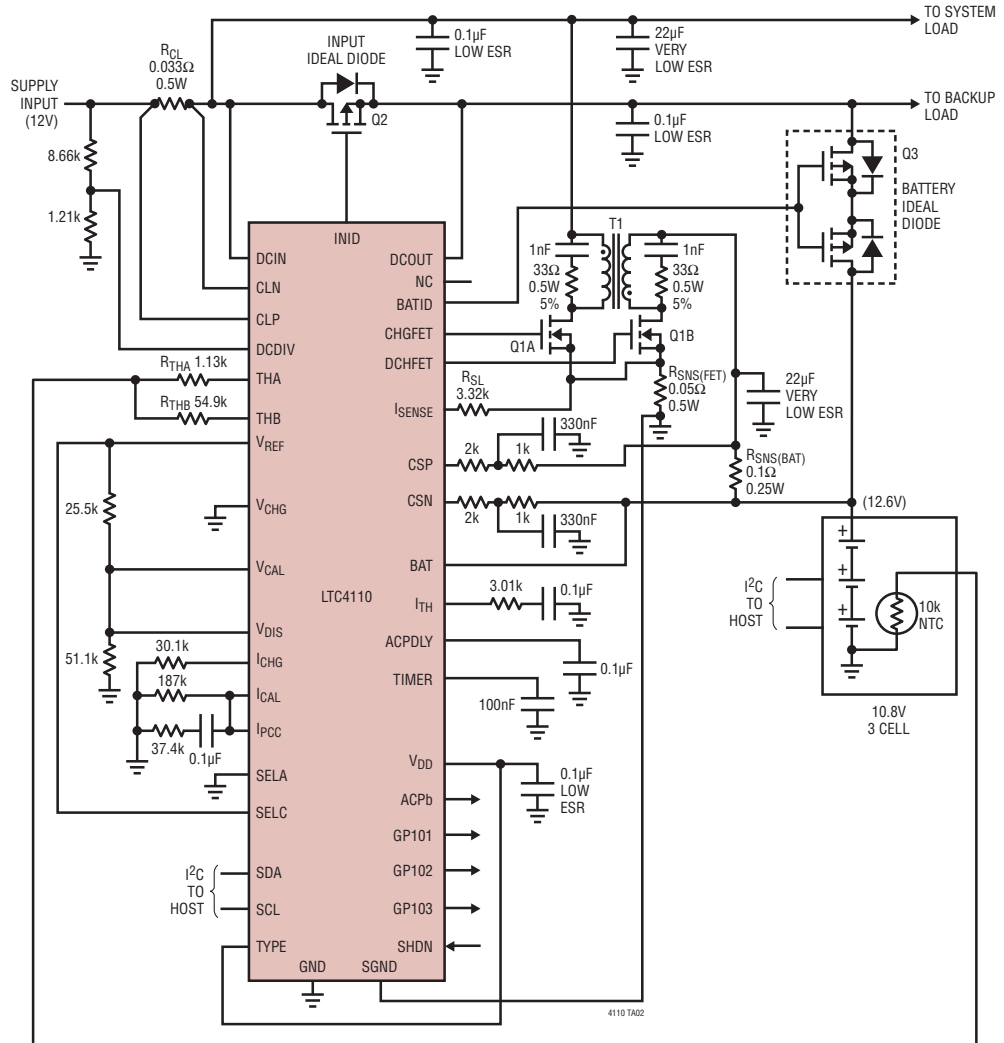 TO SYSTEM
LOAD
0.1µF
LOW ESR
22µF
VERY
LOW ESR
INPUT
IDEAL DIODE
R_CL
0.033Ω
0.5W
SUPPLY
INPUT
(12V)
Q2
TO BACKUP
LOAD
0.1µF
LOW ESR
8.66k
1.21k
Q3
BATTERY
IDEAL
DIODE
T1
1nF
33Ω
0.5W
5%
1nF
33Ω
0.5W
5%
Q1A
Q1B
INID
DCIN
CLN
CLP
DCDIV
THA
THB
V_REF
V_CHG
V_CAL
V_DIS
I_CHG
I_CAL
I_PCC
SELA
SELC
SDA
SCL
TYPE
GND
SGND
LTC4110
DCOUT
NC
BATID
CHGFET
DCHFET
I_SENSE
CSP
CSN
BAT
I_TH
ACPDLY
TIMER
V_DD
ACPb
GP101
GP102
GP103
SHDN
R_THA 1.13k
R_THB 54.9k
25.5k
51.1k
30.1k
187k
37.4k
0.1µF
I²C
TO
HOST
R_SL
3.32k
R_SNS(FET)
0.05Ω
0.5W
22µF
VERY
LOW ESR
330nF
2k
1k
2k
1k
330nF
R_SNS(BAT)
0.1Ω
0.25W
(12.6V)
3.01k
0.1µF
0.1µF
100nF
0.1µF
LOW
ESR
I²C
TO
HOST
+
+
+
10k
NTC
10.8V
3 CELL
4110 TA02